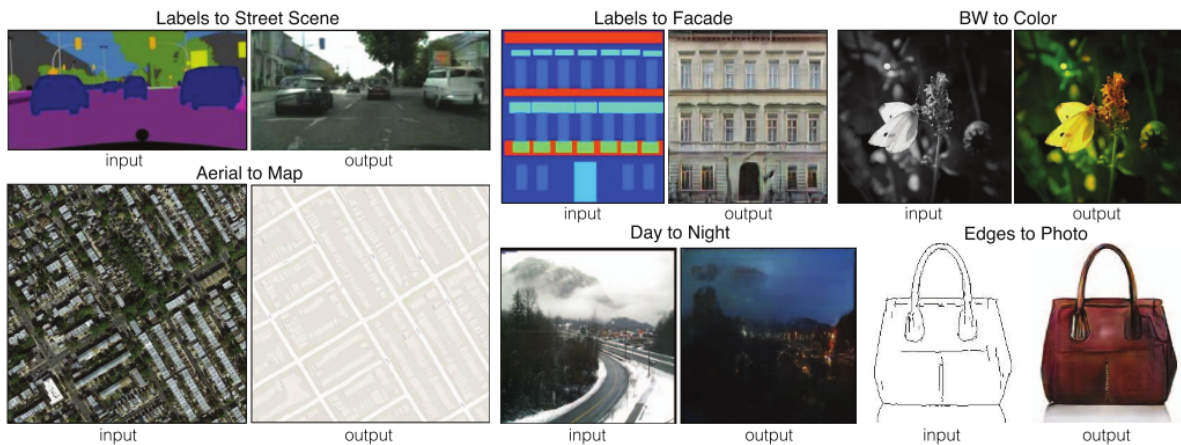 Labels to Street Scene
input
output
Aerial to Map
input
output
Labels to Facade
input
output
BW to Color
input
output
Day to Night
input
output
Edges to Photo
input
output